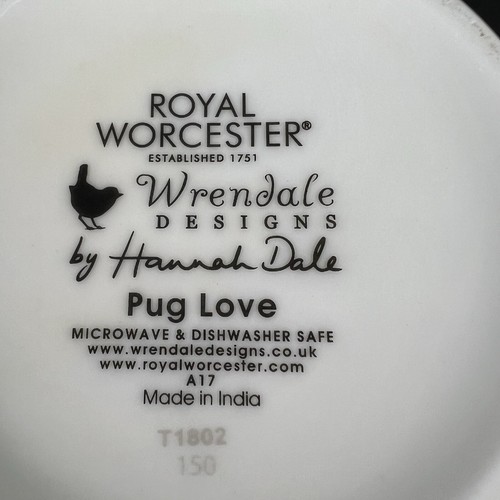 ROYAL
WORCESTER®
ESTABLISHED 1751
Wrendale
DESIGNS
by Hannah Dale
Pug Love
MICROWAVE & DISHWASHER SAFE
www.wrendaledesigns.co.uk
www.royalworcester.com
A17
Made in India
T1802
150